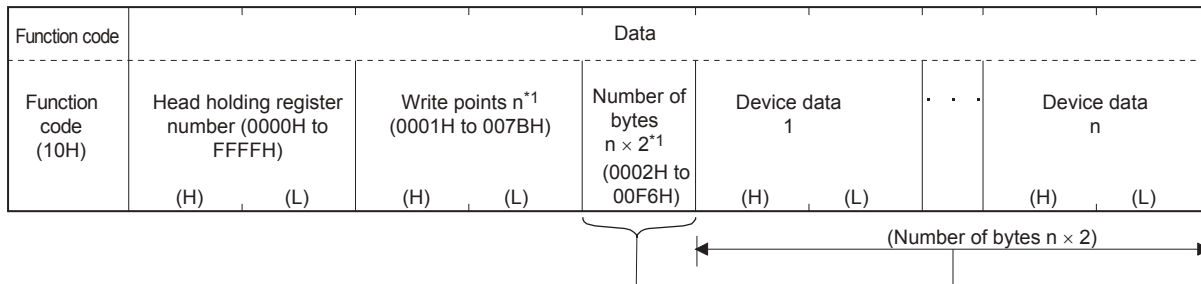 Function code
Data
Function
code
(10H)
Head holding register
number (0000H to
FFFFH)
(H) (L)
Write points n*1
(0001H to 007BH)
(H) (L)
Number of
bytes
n × 2*1
(0002H to
00F6H)
Device data
1
(H) (L)
· · ·
Device data
n
(H) (L)
(Number of bytes n × 2)